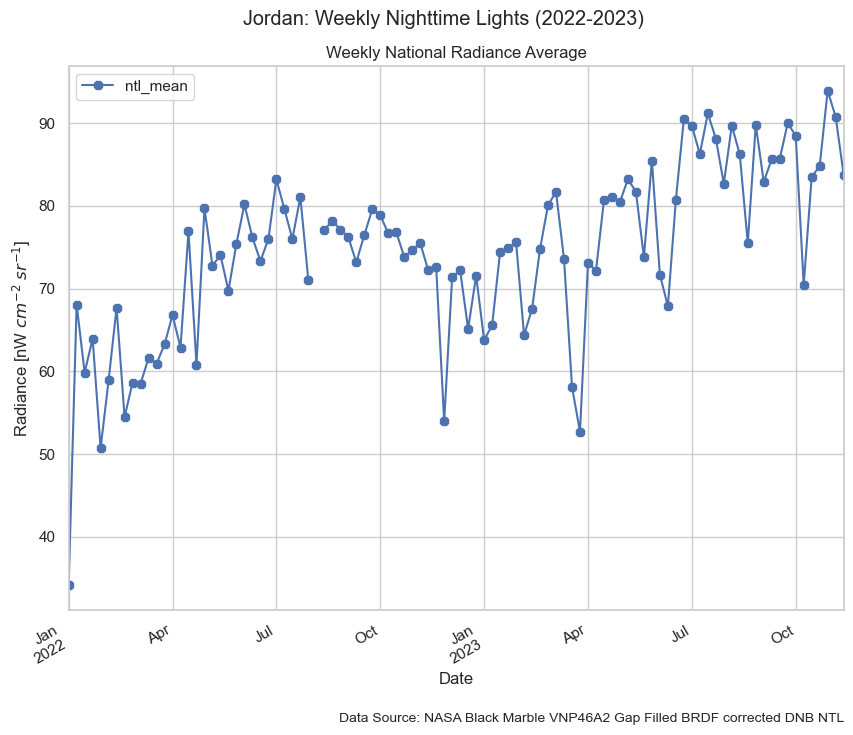 Jordan: Weekly Nighttime Lights (2022-2023)
Weekly National Radiance Average
ntl_mean
Radiance [nW cm⁻² sr⁻¹]
90
80
70
60
50
40
Jan
2022
Apr
Jul
Oct
Jan
2023
Apr
Jul
Oct
Date
Data Source: NASA Black Marble VNP46A2 Gap Filled BRDF corrected DNB NTL